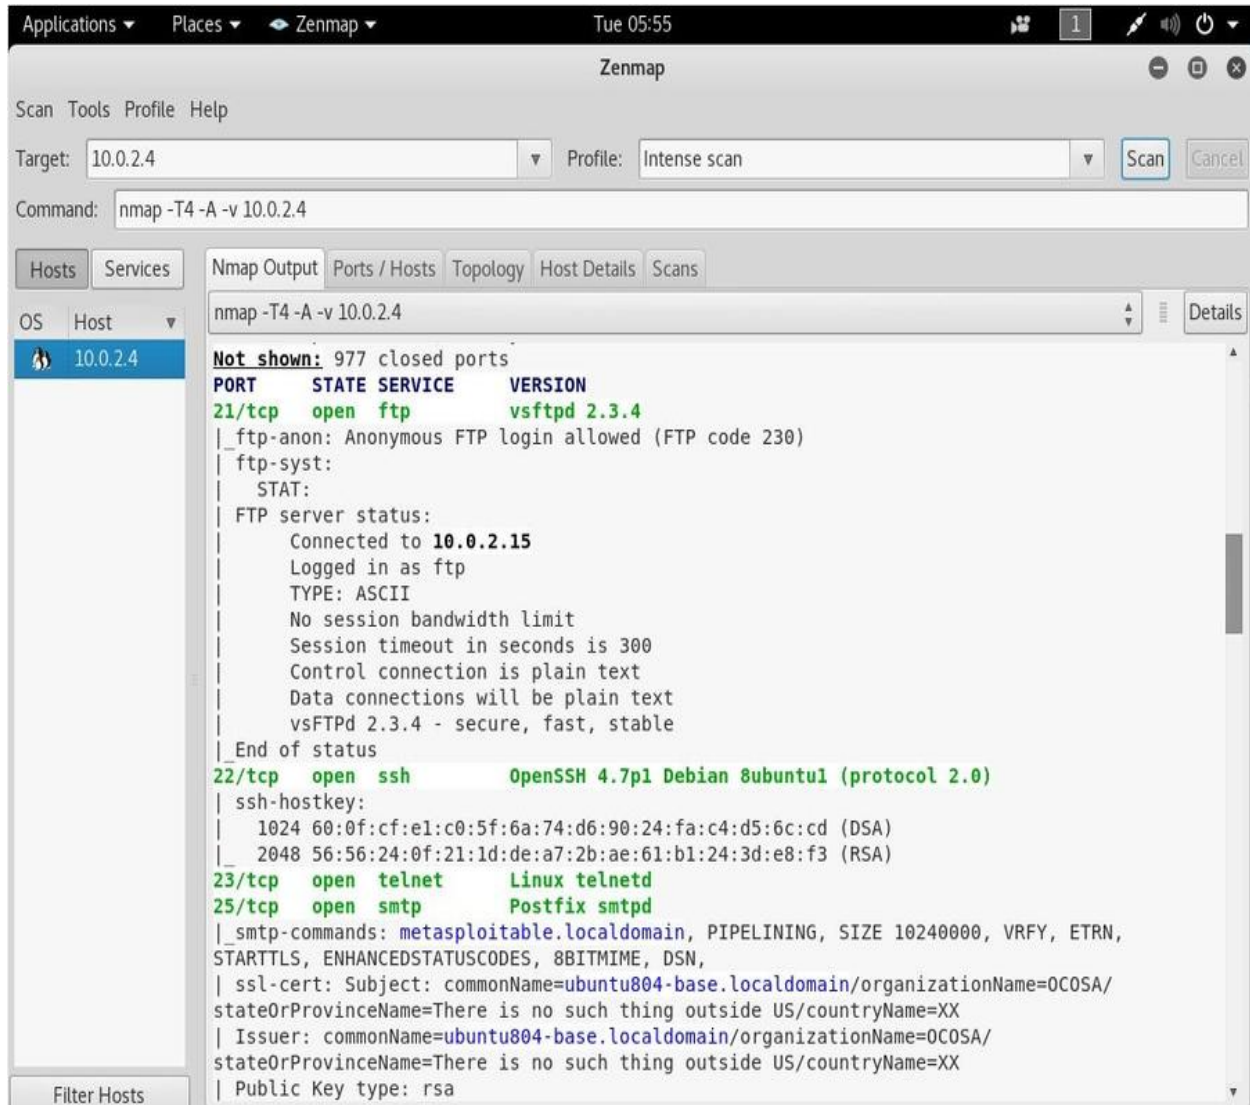 Applications Places Zenmap Tue 05:55 1
Zenmap
Scan Tools Profile Help
Target: 10.0.2.4 Profile: Intense scan Scan Cancel
Command: nmap -T4 -A -v 10.0.2.4
Hosts Services Nmap Output Ports / Hosts Topology Host Details Scans
OS Host nmap -T4 -A -v 10.0.2.4 Details
10.0.2.4
Not shown: 977 closed ports
PORT STATE SERVICE VERSION
21/tcp open ftp vsftpd 2.3.4
|_ftp-anon: Anonymous FTP login allowed (FTP code 230)
| ftp-syst:
| STAT:
| FTP server status:
| Connected to 10.0.2.15
| Logged in as ftp
| TYPE: ASCII
| No session bandwidth limit
| Session timeout in seconds is 300
| Control connection is plain text
| Data connections will be plain text
| vsFTPd 2.3.4 - secure, fast, stable
|_End of status
22/tcp open ssh OpenSSH 4.7p1 Debian 8ubuntu1 (protocol 2.0)
| ssh-hostkey:
| 1024 60:0f:cf:e1:c0:5f:6a:74:d6:90:24:fa:c4:d5:6c:cd (DSA)
|_ 2048 56:56:24:0f:21:1d:de:a7:2b:ae:61:b1:24:3d:e8:f3 (RSA)
23/tcp open telnet Linux telnetd
25/tcp open smtp Postfix smtpd
|_smtp-commands: metasploitable.localdomain, PIPELINING, SIZE 10240000, VRFY, ETRN,
STARTTLS, ENHANCEDSTATUSCODES, 8BITMIME, DSN,
| ssl-cert: Subject: commonName=ubuntu804-base.localdomain/organizationName=OCOSA/
stateOrProvinceName=There is no such thing outside US/countryName=XX
| Issuer: commonName=ubuntu804-base.localdomain/organizationName=OCOSA/
stateOrProvinceName=There is no such thing outside US/countryName=XX
| Public Key type: rsa
Filter Hosts